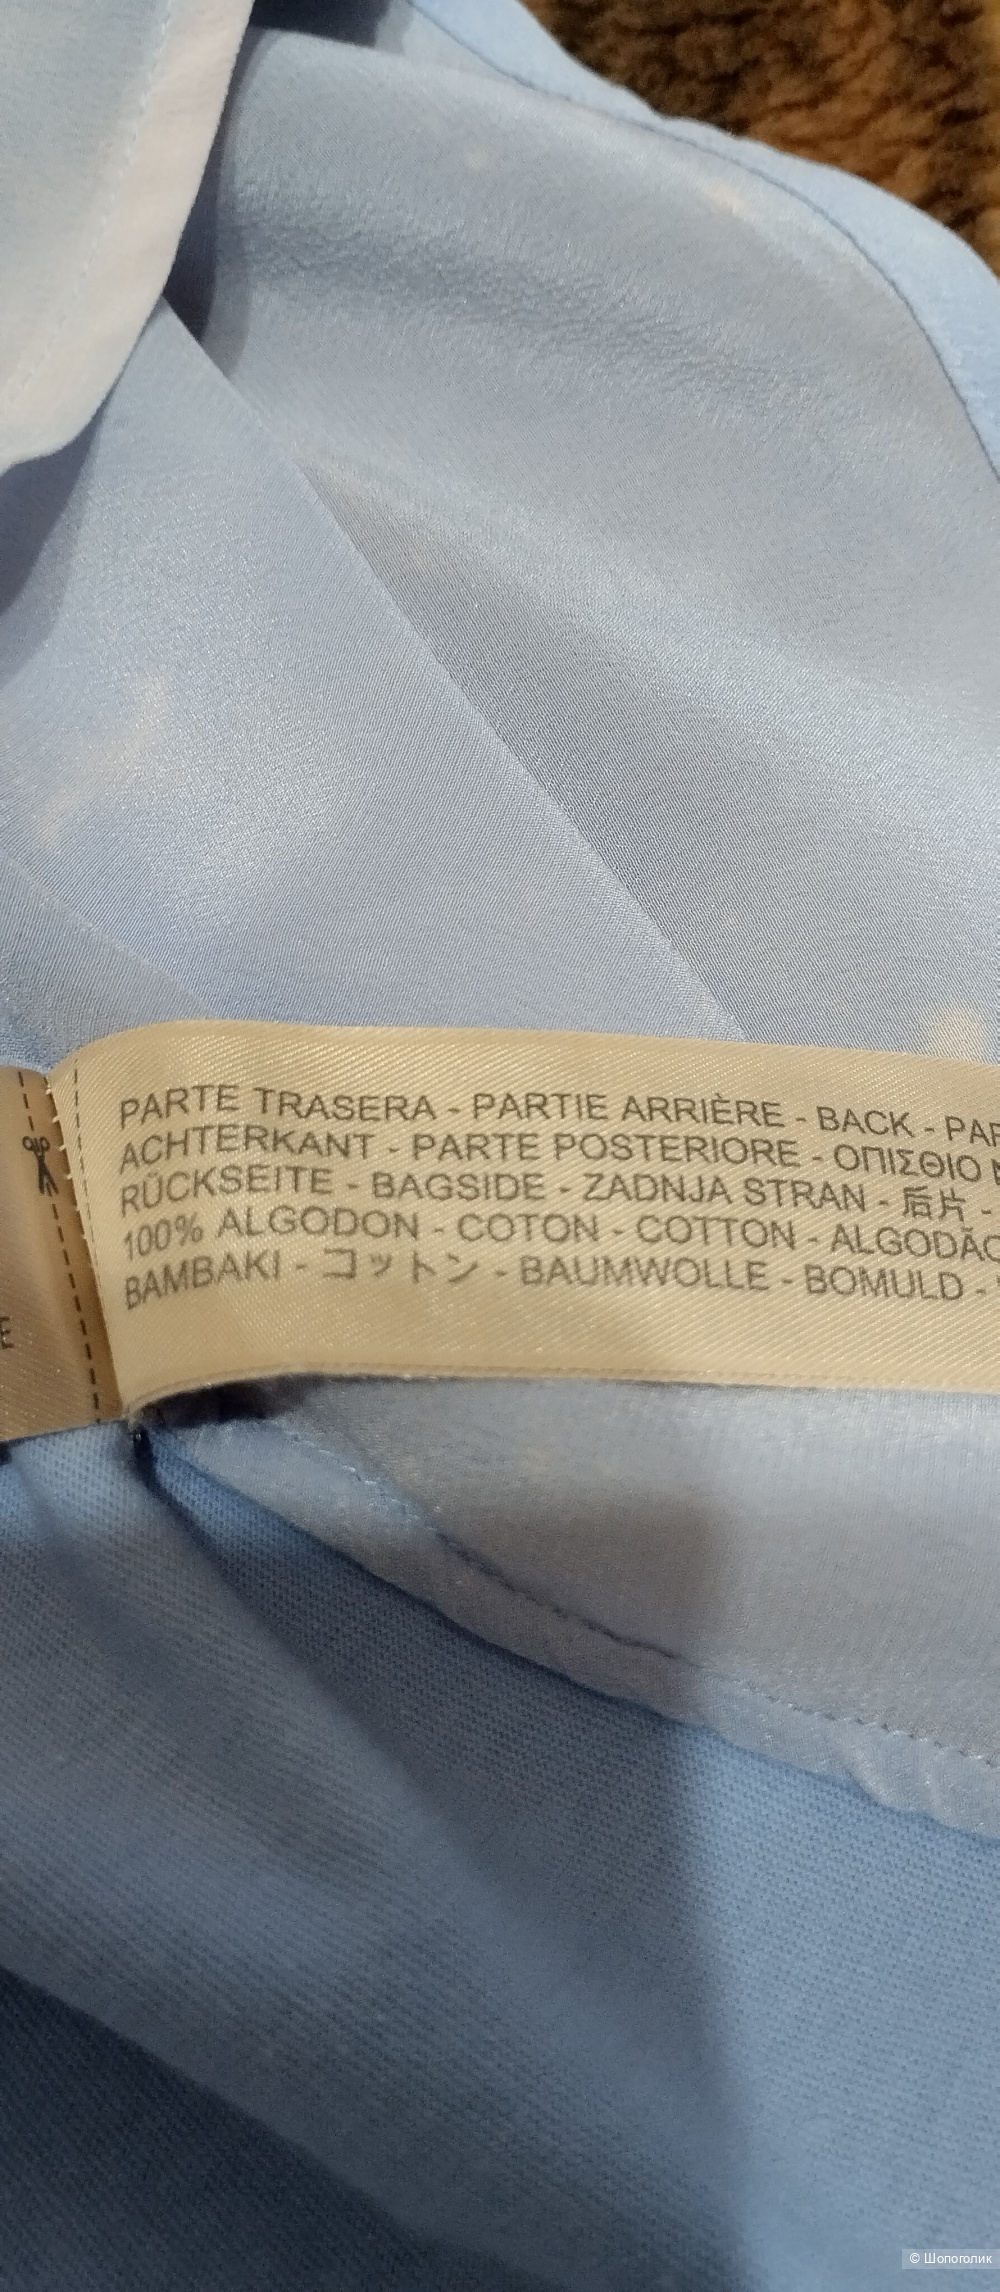 PARTE TRASERA - PARTIE ARRIÈRE - BACK -
ACHTERKANT - PARTE POSTERIORE - ΟΠΙΣΘΙΟ
RÜCKSEITE - BAGSIDE - ZADNJA STRAN - 后片 -
100% ALGODON - COTON - COTTON - ALGODÃO
BAMBAKI - コットン - BAUMWOLLE - BOMULD -
E
© Шопоголик